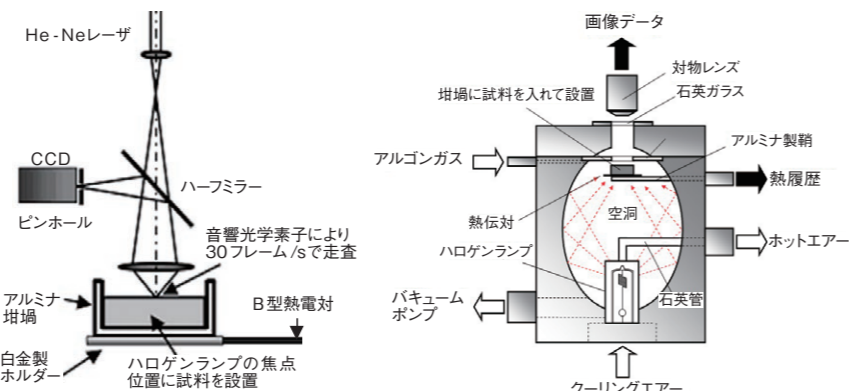 He-Neレーザ
CCD
ピンホール
ハーフミラー
音響光学素子により
30フレーム/sで走査
アルミナ
坩堝
B型熱電対
白金製
ホルダー
ハロゲンランプの焦点
位置に試料を設置
画像データ
対物レンズ
坩堝に試料を入れて設置
石英ガラス
アルゴンガス
アルミナ製鞘
熱履歴
熱伝対
空洞
ハロゲンランプ
ホットエアー
石英管
バキューム
ポンプ
クーリングエアー